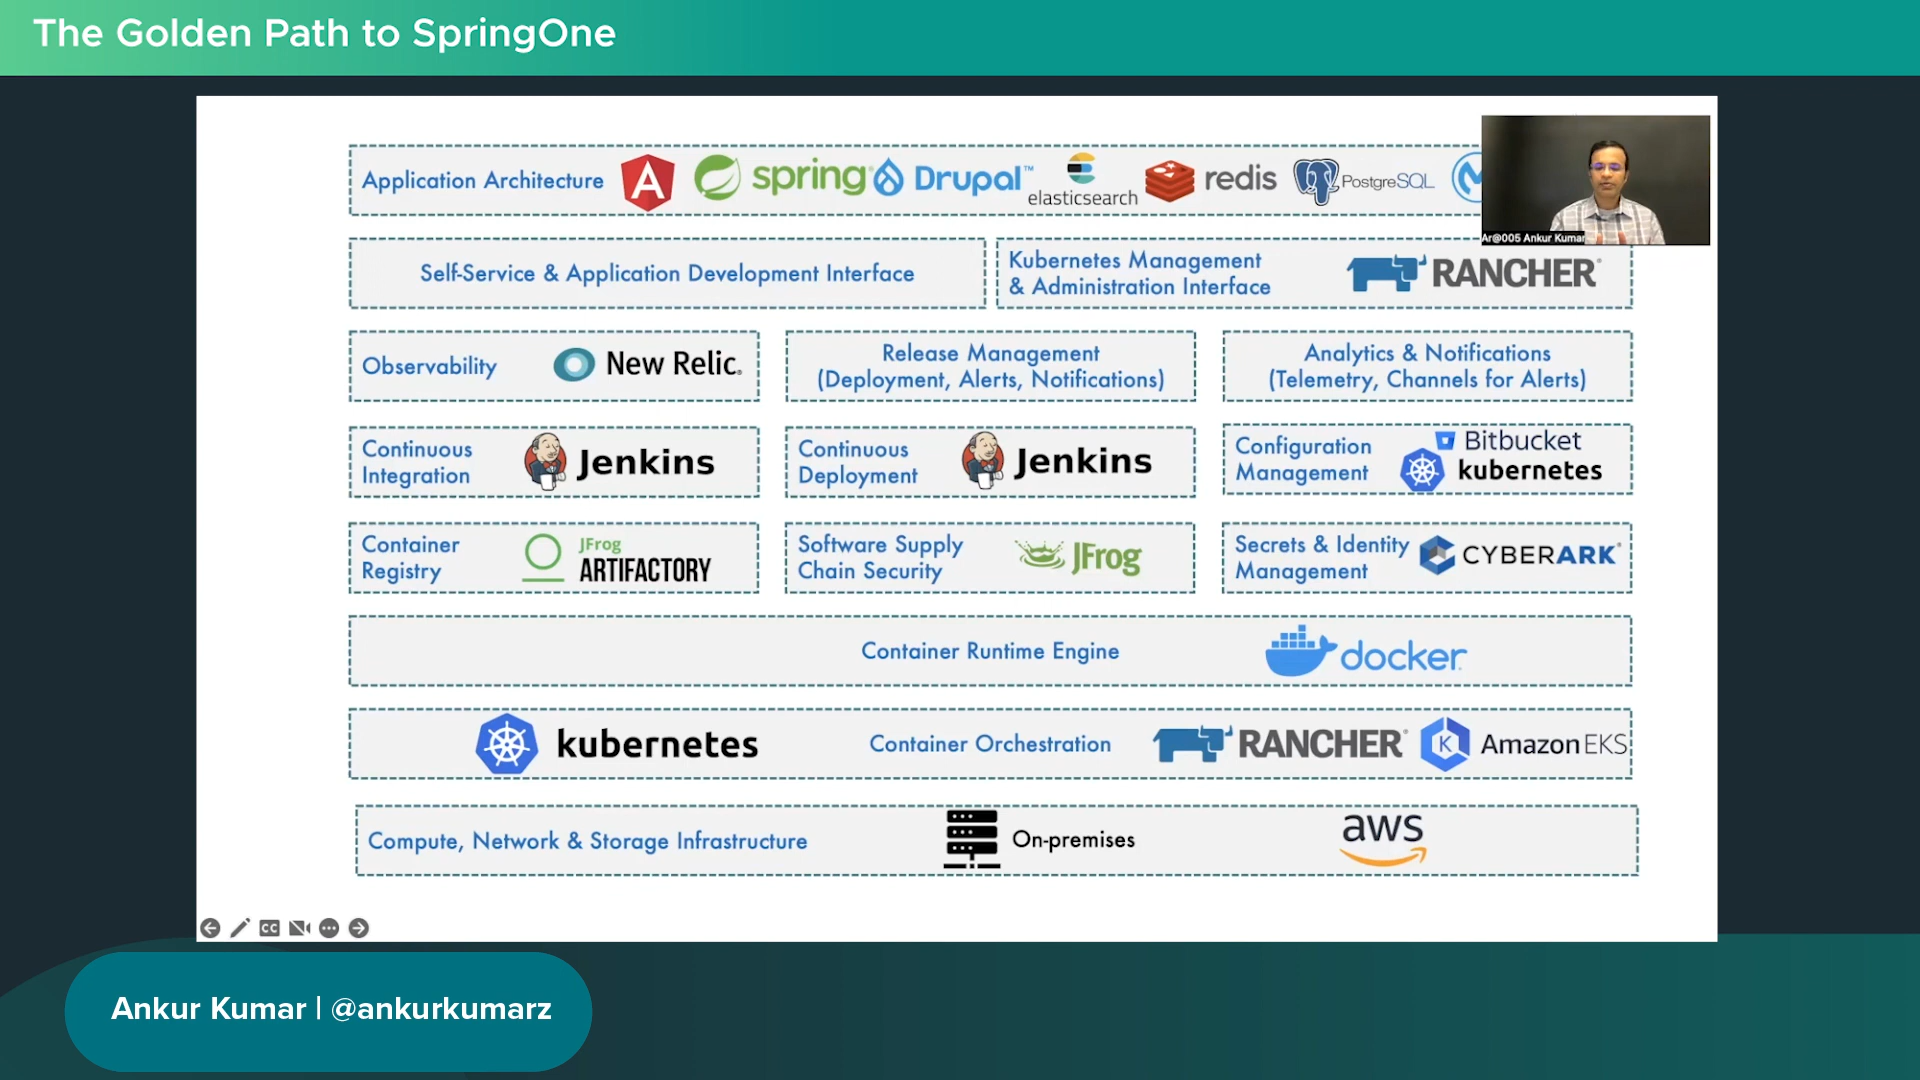 The Golden Path to SpringOne
Application Architecture
spring
Drupal™
elasticsearch
redis
PostgreSQL
Ar@005 Ankur Kumar
Self-Service & Application Development Interface
Kubernetes Management
& Administration Interface
RANCHER®
Observability
New Relic.
Release Management
(Deployment, Alerts, Notifications)
Analytics & Notifications
(Telemetry, Channels for Alerts)
Continuous
Integration
Jenkins
Continuous
Deployment
Jenkins
Configuration
Management
Bitbucket
kubernetes
Container
Registry
JFrog
ARTIFACTORY
Software Supply
Chain Security
JFrog
Secrets & Identity
Management
CYBERARK®
Container Runtime Engine
docker
kubernetes
Container Orchestration
RANCHER®
K
Amazon EKS
Compute, Network & Storage Infrastructure
On-premises
aws
CC
Ankur Kumar | @ankurkumarz